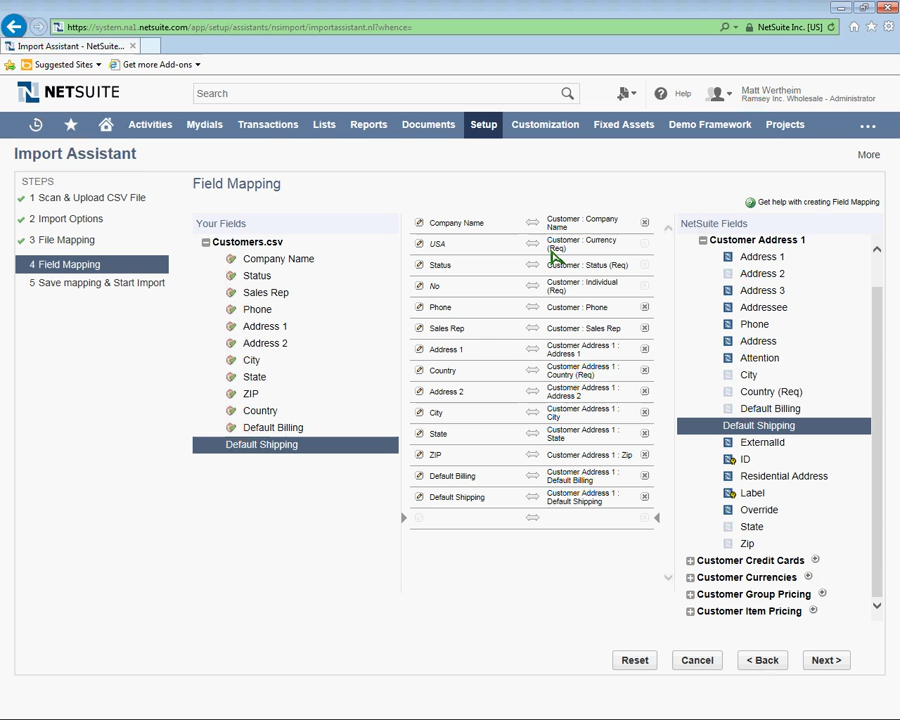 https://system.na1.netsuite.com/app/setup/assistants/nsimport/importassistant.nl?whence=
NetSuite Inc. [US]
Import Assistant - NetSuite...
Suggested Sites
Get more Add-ons
NETSUITE
Search
Help
Matt Wertheim
Ramsey Inc. Wholesale - Administrator
Activities Mydials Transactions Lists Reports Documents Setup Customization Fixed Assets Demo Framework Projects
Import Assistant
More
STEPS
1 Scan & Upload CSV File
2 Import Options
3 File Mapping
4 Field Mapping
5 Save mapping & Start Import
Field Mapping
Get help with creating Field Mapping
Your Fields
Customers.csv
Company Name
Status
Sales Rep
Phone
Address 1
Address 2
City
State
ZIP
Country
Default Billing
Default Shipping
Company Name
Customer : Company
Name
USA
Customer : Currency
(Req)
Status
Customer : Status (Req)
No
Customer : Individual
(Req)
Phone
Customer : Phone
Sales Rep
Customer : Sales Rep
Address 1
Customer Address 1 :
Address 1
Country
Customer Address 1 :
Country (Req)
Address 2
Customer Address 1 :
Address 2
City
Customer Address 1 :
City
State
Customer Address 1 :
State
ZIP
Customer Address 1 : Zip
Default Billing
Customer Address 1 :
Default Billing
Default Shipping
Customer Address 1 :
Default Shipping
NetSuite Fields
Customer Address 1
Address 1
Address 2
Address 3
Addressee
Phone
Address
Attention
City
Country (Req)
Default Billing
Default Shipping
ExternalId
ID
Residential Address
Label
Override
State
Zip
Customer Credit Cards
Customer Currencies
Customer Group Pricing
Customer Item Pricing
Reset
Cancel
< Back
Next >